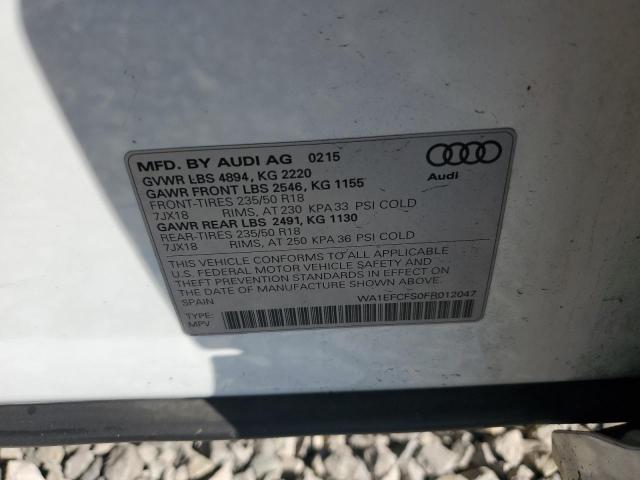 MFD. BY AUDI AG 0215
GVWR LBS 4894, KG 2220
GAWR FRONT LBS 2546, KG 1155
FRONT-TIRES 235/50 R18
7JX18 RIMS, AT 230 KPA 33 PSI COLD
GAWR REAR LBS 2491, KG 1130
REAR-TIRES 235/50 R18
7JX18 RIMS, AT 250 KPA 36 PSI COLD
Audi
THIS VEHICLE CONFORMS TO ALL APPLICABLE
U.S. FEDERAL MOTOR VEHICLE SAFETY AND
THEFT PREVENTION STANDARDS IN EFFECT ON
THE DATE OF MANUFACTURE SHOWN ABOVE.
SPAIN
WA1EFCFS0FR012047
TYPE:
MPV